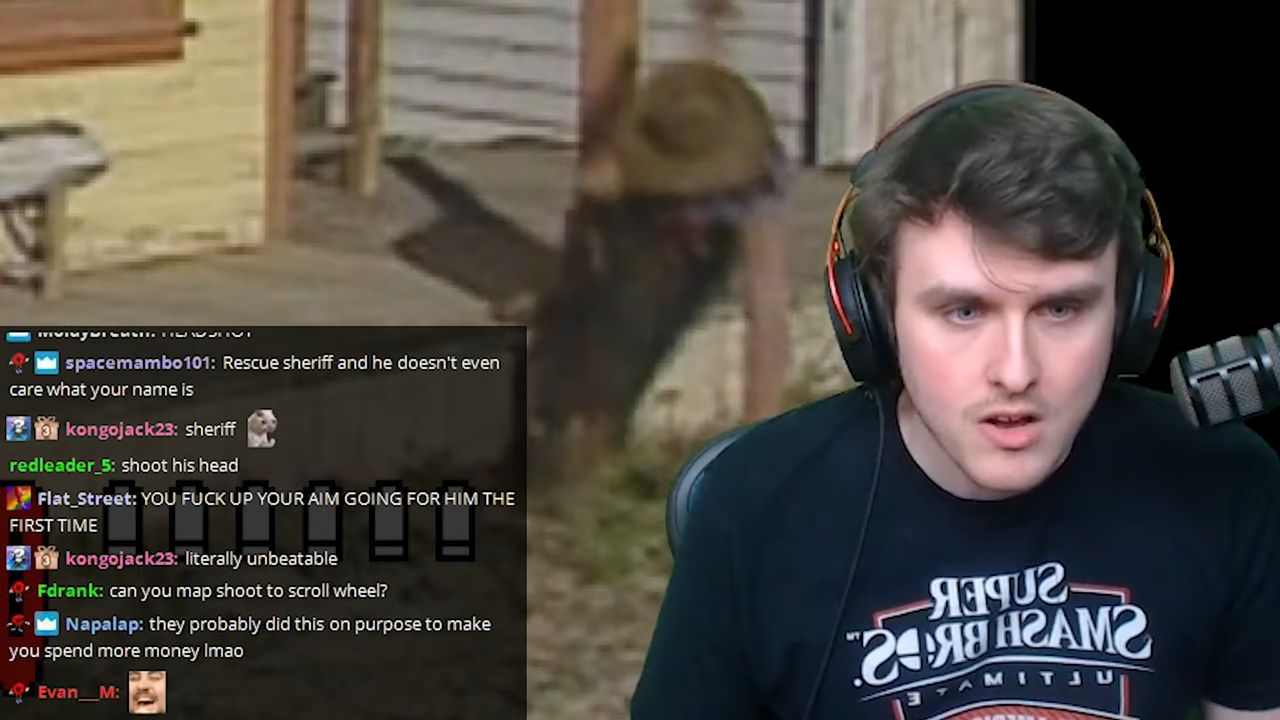 MoldyBreath: HEADSHOT
spacemambo101: Rescue sheriff and he doesn't even
care what your name is
kongojack23: sheriff
redleader_5: shoot his head
Flat_Street: YOU FUCK UP YOUR AIM GOING FOR HIM THE
FIRST TIME
kongojack23: literally unbeatable
Fdrank: can you map shoot to scroll wheel?
Napalap: they probably did this on purpose to make
you spend more money lmao
Evan__M:
SUPER
SMASH BROS.™
ULTIMATE